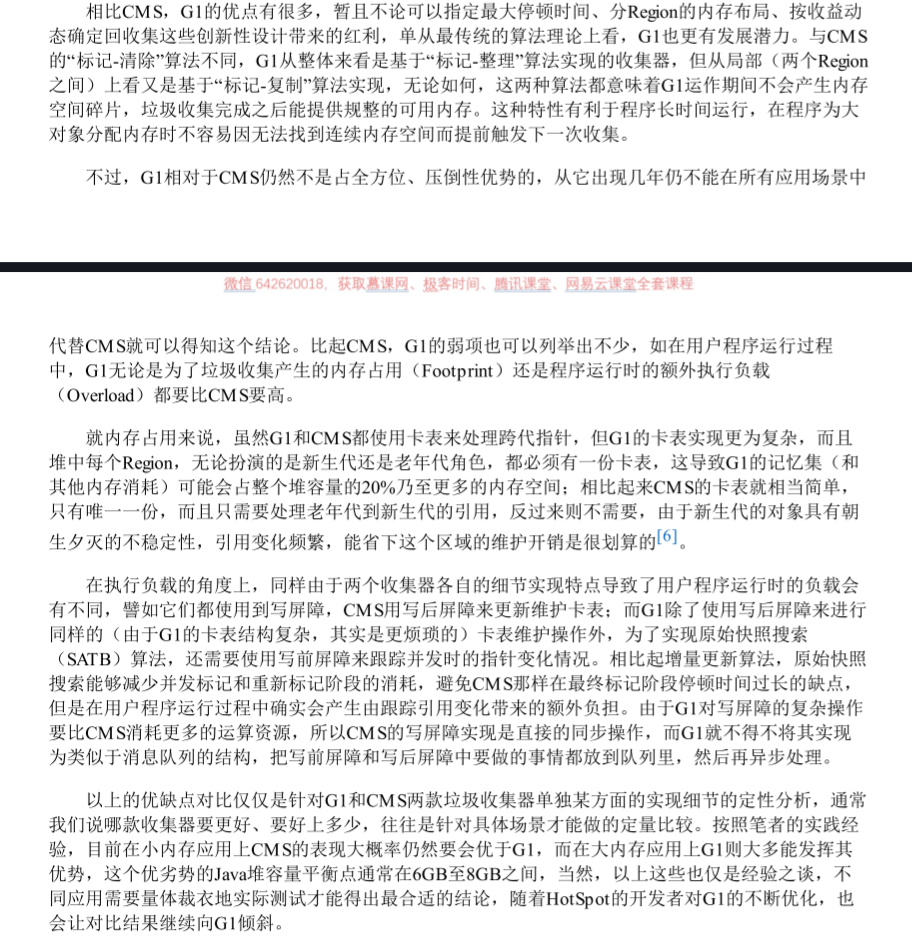 相比CMS，G1的优点有很多，暂且不论可以指定最大停顿时间、分Region的内存布局、按收益动
态确定回收集这些创新性设计带来的红利，单从最传统的算法理论上看，G1也更有发展潜力。与CMS
的“标记-清除”算法不同，G1从整体来看是基于“标记-整理”算法实现的收集器，但从局部（两个Region
之间）上看又是基于“标记-复制”算法实现，无论如何，这两种算法都意味着G1运作期间不会产生内存
空间碎片，垃圾收集完成之后能提供规整的可用内存。这种特性有利于程序长时间运行，在程序为大
对象分配内存时不容易因无法找到连续内存空间而提前触发下一次收集。
不过，G1相对于CMS仍然不是占全方位、压倒性优势的，从它出现几年仍不能在所有应用场景中
微信642620018，获取慕课网、极客时间、腾讯课堂、网易云课堂全套课程
代替CMS就可以得知这个结论。比起CMS，G1的弱项也可以列举出不少，如在用户程序运行过程
中，G1无论是为了垃圾收集产生的内存占用（Footprint）还是程序运行时的额外执行负载
（Overload）都要比CMS要高。
就内存占用来说，虽然G1和CMS都使用卡表来处理跨代指针，但G1的卡表实现更为复杂，而且
堆中每个Region，无论扮演的是新生代还是老年代角色，都必须有一份卡表，这导致G1的记忆集（和
其他内存消耗）可能会占整个堆容量的20%乃至更多的内存空间；相比起来CMS的卡表就相当简单，
只有唯一一份，而且只需要处理老年代到新生代的引用，反过来则不需要，由于新生代的对象具有朝
生夕灭的不稳定性，引用变化频繁，能省下这个区域的维护开销是很划算的[6]。
在执行负载的角度上，同样由于两个收集器各自的细节实现特点导致了用户程序运行时的负载会
有不同，譬如它们都使用到写屏障，CMS用写后屏障来更新维护卡表；而G1除了使用写后屏障来进行
同样的（由于G1的卡表结构复杂，其实是更烦琐的）卡表维护操作外，为了实现原始快照搜索
（SATB）算法，还需要使用写前屏障来跟踪并发时的指针变化情况。相比起增量更新算法，原始快照
搜索能够减少并发标记和重新标记阶段的消耗，避免CMS那样在最终标记阶段停顿时间过长的缺点，
但是在用户程序运行过程中确实会产生由跟踪引用变化带来的额外负担。由于G1对写屏障的复杂操作
要比CMS消耗更多的运算资源，所以CMS的写屏障实现是直接的同步操作，而G1就不得不将其实现
为类似于消息队列的结构，把写前屏障和写后屏障中要做的事情都放到队列里，然后再异步处理。
以上的优缺点对比仅仅是针对G1和CMS两款垃圾收集器单独某方面的实现细节的定性分析，通常
我们说哪款收集器要更好、要好上多少，往往是针对具体场景才能做的定量比较。按照笔者的实践经
验，目前在小内存应用上CMS的表现大概率仍然要会优于G1，而在大内存应用上G1则大多能发挥其
优势，这个优劣势的Java堆容量平衡点通常在6GB至8GB之间，当然，以上这些也仅是经验之谈，不
同应用需要量体裁衣地实际测试才能得出最合适的结论，随着HotSpot的开发者对G1的不断优化，也
会让对比结果继续向G1倾斜。